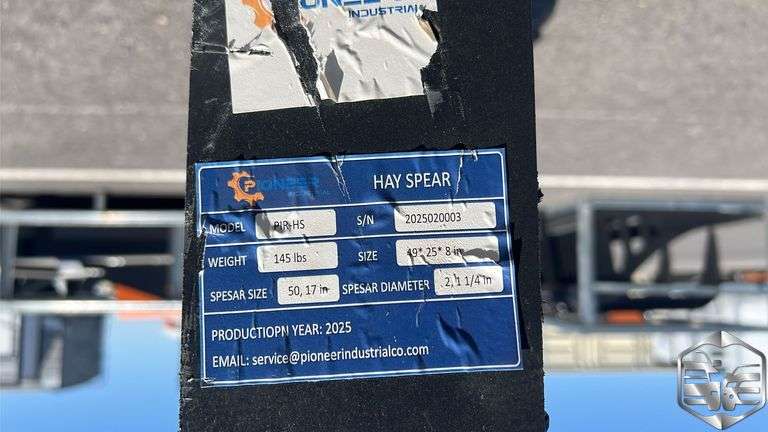 INDUSTRIAL
PIONEER HAY SPEAR
MODEL PIR-HS S/N 2025020003
WEIGHT 145 lbs SIZE 49* 25* 8 in
SPESAR SIZE 50, 17 in SPESAR DIAMETER 2, 1 1/4 in
PRODUCTIOPN YEAR: 2025
EMAIL: service@pioneerindustrialco.com